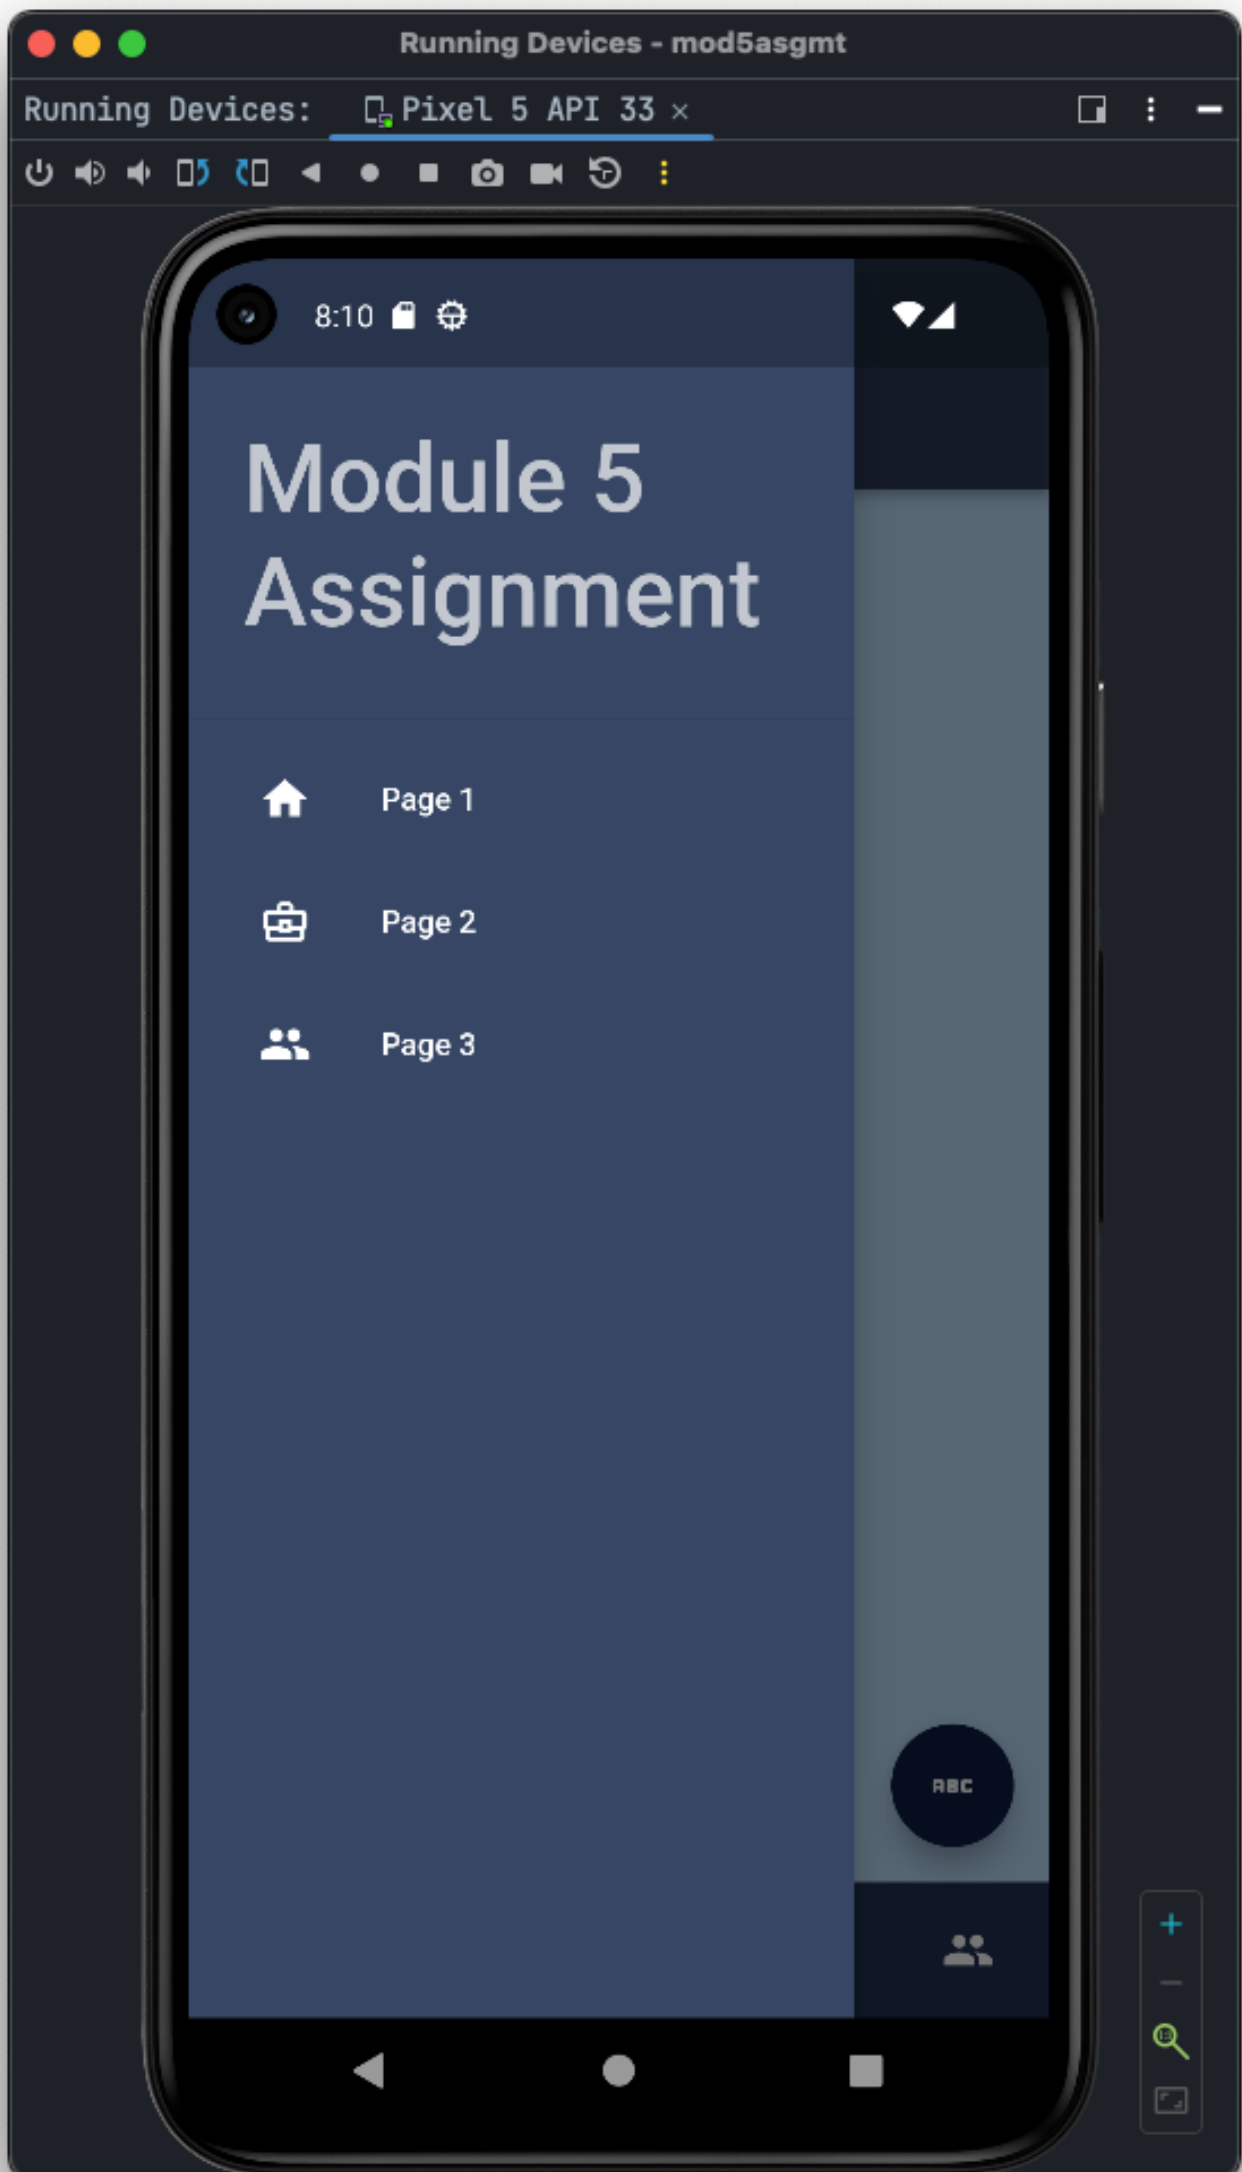 Running Devices - mod5asgmt
Running Devices: Pixel 5 API 33
8:10
Module 5
Assignment
Page 1
Page 2
Page 3
ABC